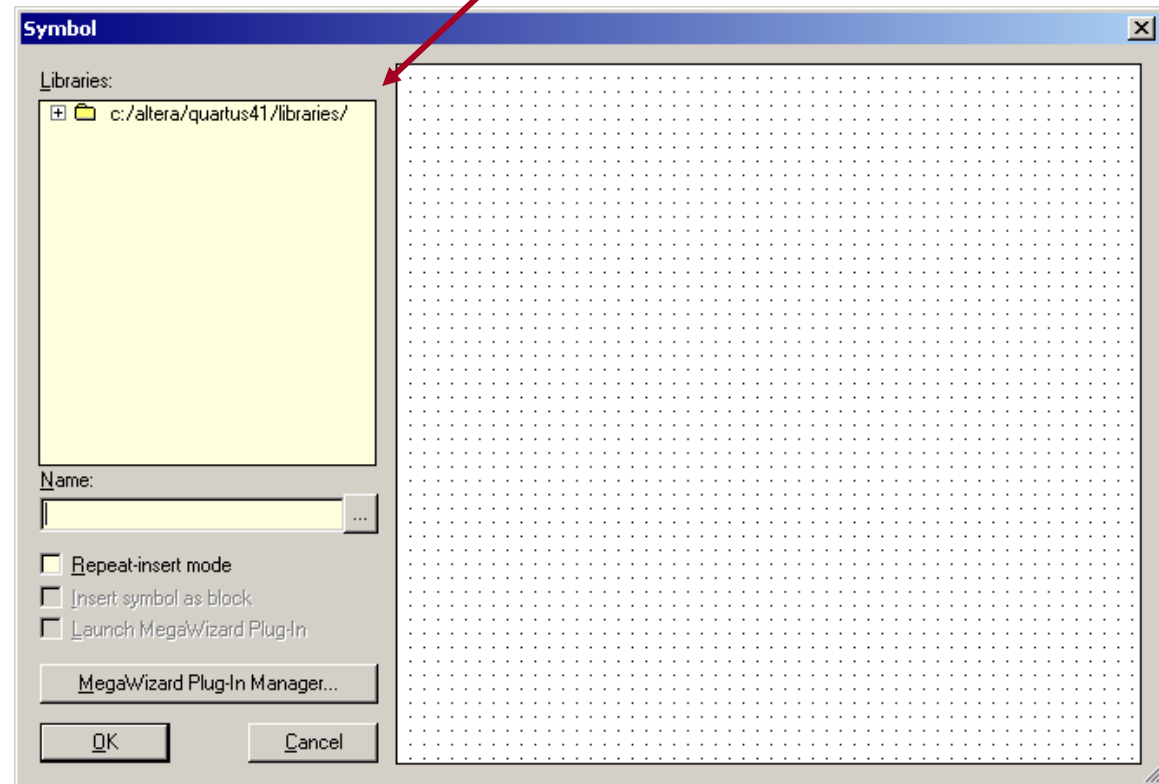 Symbol
Libraries:
c:/altera/quartus41/libraries/
Name:
...
Repeat-insert mode
Insert symbol as block
Launch MegaWizard Plug-In
MegaWizard Plug-In Manager...
OK Cancel